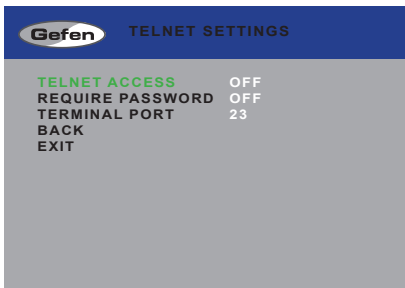 Gefen TELNET SETTINGS
TELNET ACCESS OFF
REQUIRE PASSWORD OFF
TERMINAL PORT 23
BACK
EXIT